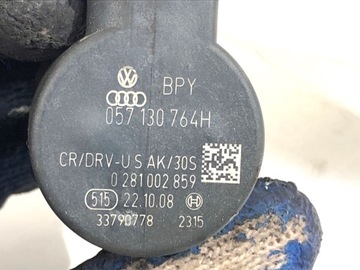 BPY
057 130 764H
CR/DRV-U S AK/30S
0 281 002 859
515 22.10.08
33790778 2315